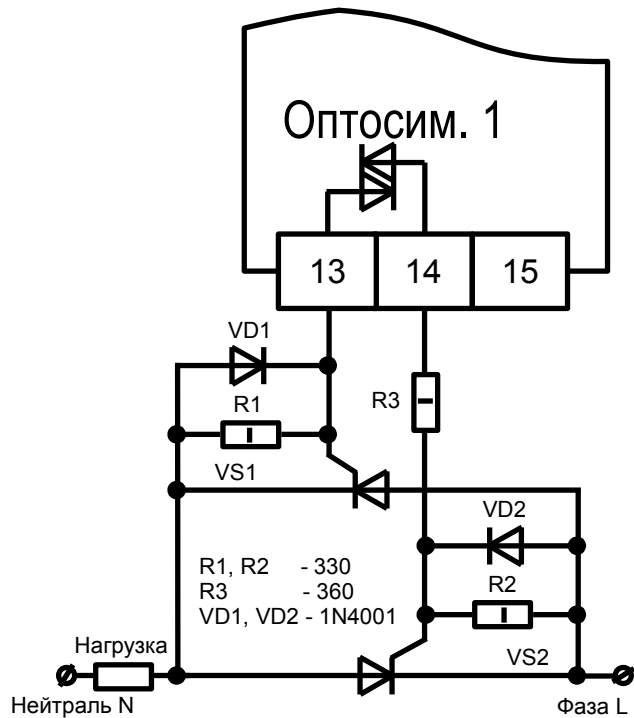 Оптосим. 1
13 14 15
VD1
R1
R3
VS1
VD2
R1, R2 - 330
R3 - 360
VD1, VD2 - 1N4001
R2
Нагрузка
VS2
Нейтраль N
Фаза L